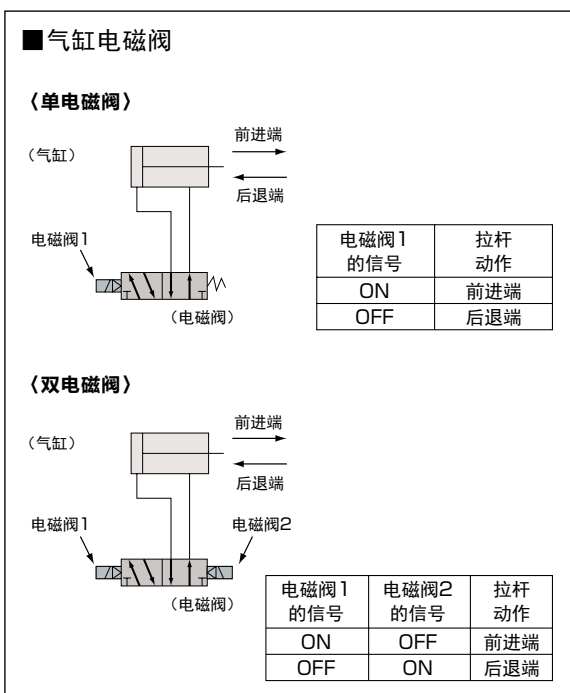 ■气缸电磁阀
〈单电磁阀〉
(气缸)
前进端
后退端
电磁阀1
(电磁阀)
电磁阀1 拉杆
的信号 动作
ON 前进端
OFF 后退端
〈双电磁阀〉
(气缸)
前进端
后退端
电磁阀1 电磁阀2
(电磁阀)
电磁阀1 电磁阀2 拉杆
的信号 的信号 动作
ON OFF 前进端
OFF ON 后退端